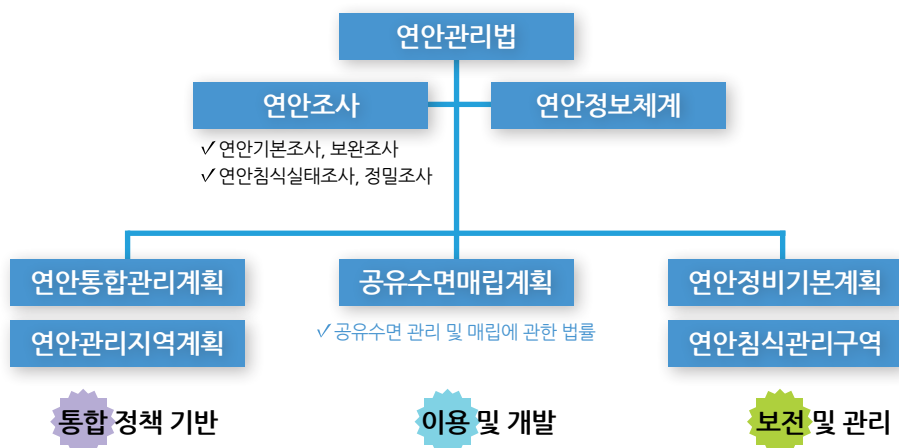 연안관리법
연안조사
연안정보체계
✓ 연안기본조사, 보완조사
✓ 연안침식실태조사, 정밀조사
연안통합관리계획
공유수면매립계획
연안정비기본계획
연안관리지역계획
✓ 공유수면 관리 및 매립에 관한 법률
연안침식관리구역
통합 정책 기반
이용 및 개발
보전 및 관리